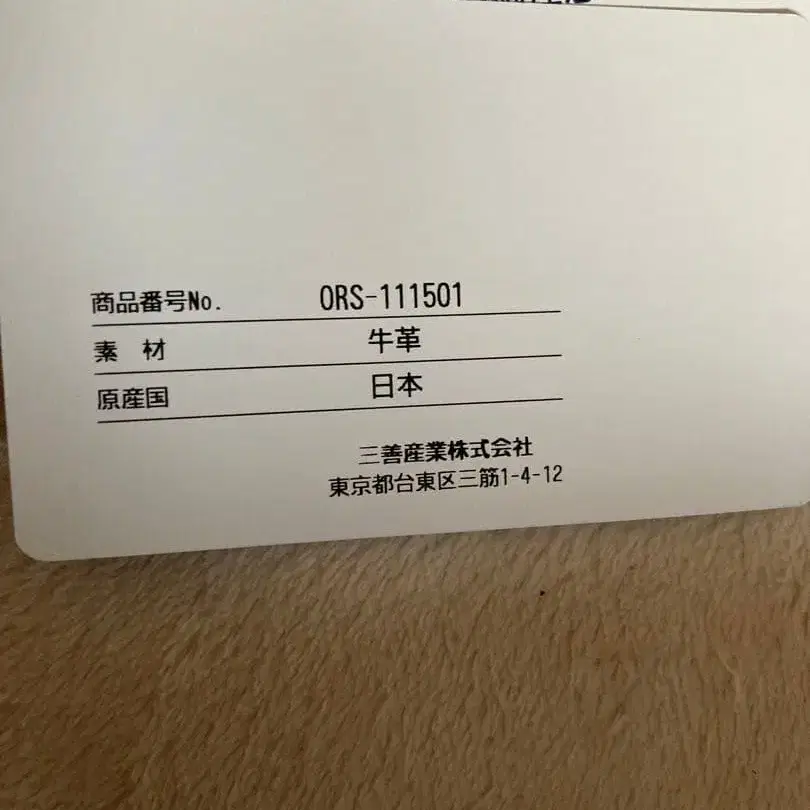 商品番号No. ORS-111501
素 材 牛革
原産国 日本
三善産業株式会社
東京都台東区三筋1-4-12